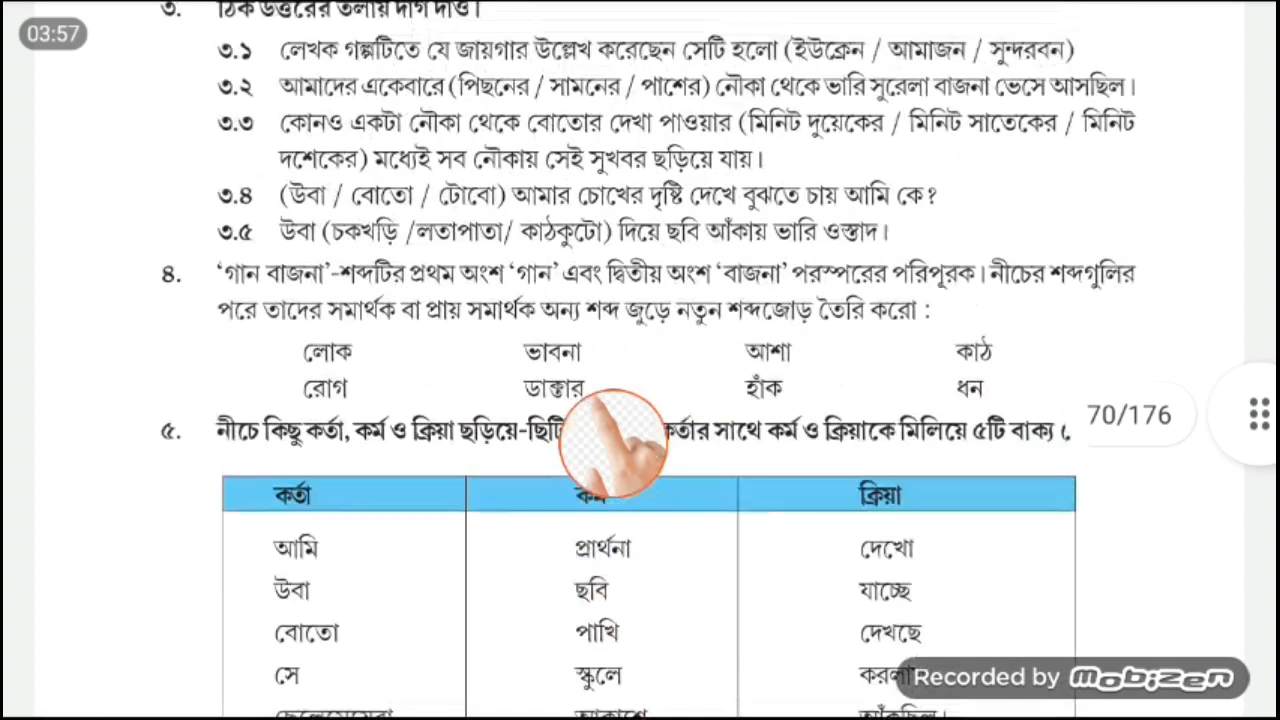 03:57
৩. ঠিক উত্তরের তলায় দাগ দাও।
৩.১ লেখক গল্পটিতে যে জায়গার উল্লেখ করেছেন সেটি হলো (ইউক্রেন / আমাজন / সুন্দরবন)
৩.২ আমাদের একেবারে (পিছনের / সামনের / পাশের) নৌকা থেকে ভারি সুরেলা বাজনা ভেসে আসছিল।
৩.৩ কোনও একটা নৌকা থেকে বোতোর দেখা পাওয়ার (মিনিট দুয়েকের / মিনিট সাতেকের / মিনিট
দশেকের) মধ্যেই সব নৌকায় সেই সুখবর ছড়িয়ে যায়।
৩.৪ (উবা / বোতো / টোবো) আমার চোখের দৃষ্টি দেখে বুঝতে চায় আমি কে?
৩.৫ উবা (চকখড়ি /লতাপাতা/ কাঠকুটো) দিয়ে ছবি আঁকায় ভারি ওস্তাদ।
৪. ‘গান বাজনা’-শব্দটির প্রথম অংশ ‘গান’ এবং দ্বিতীয় অংশ ‘বাজনা’ পরস্পরের পরিপূরক। নীচের শব্দগুলির
পরে তাদের সমার্থক বা প্রায় সমার্থক অন্য শব্দ জুড়ে নতুন শব্দজোড় তৈরি করো :
লোক ভাবনা আশা কাঠ
রোগ ডাক্তার হাঁক ধন
৫. নীচে কিছু কর্তা, কর্ম ও ক্রিয়া ছড়িয়ে-ছিটি কর্তার সাথে কর্ম ও ক্রিয়াকে মিলিয়ে ৫টি বাক্য
70/176
কর্তা কর্ম ক্রিয়া
আমি প্রার্থনা দেখো
উবা ছবি যাচ্ছে
বোতো পাখি দেখছে
সে স্কুলে করলা
Recorded by Mobizen
ছেলেমেয়েরা আকাশে আঁকছিল।